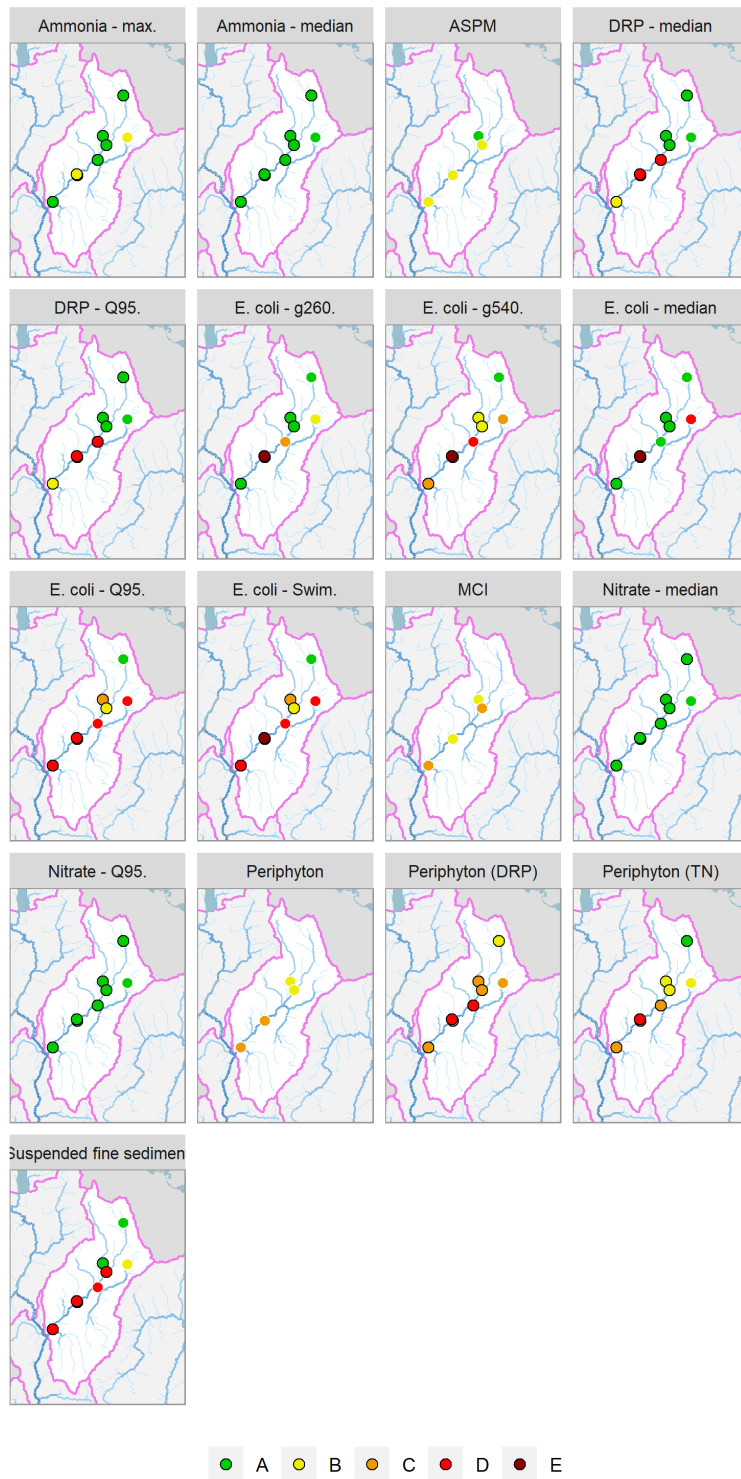 Ammonia - max.
Ammonia - median
ASPM
DRP - median
DRP - Q95.
E. coli - g260.
E. coli - g540.
E. coli - median
E. coli - Q95.
E. coli - Swim.
MCI
Nitrate - median
Nitrate - Q95.
Periphyton
Periphyton (DRP)
Periphyton (TN)
Suspended fine sedimen
A B C D E